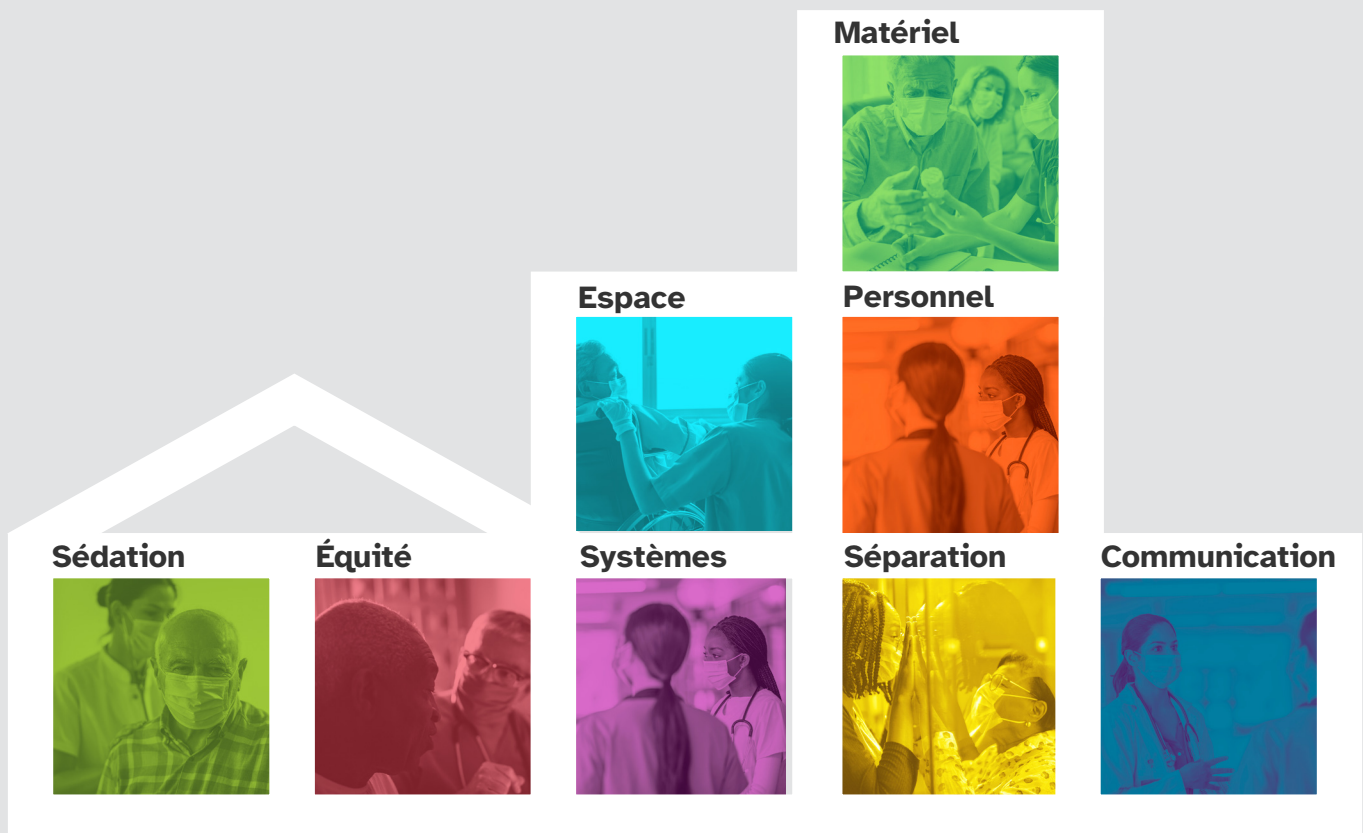 Matériel
Espace
Personnel
Sédation
Équité
Systèmes
Séparation
Communication